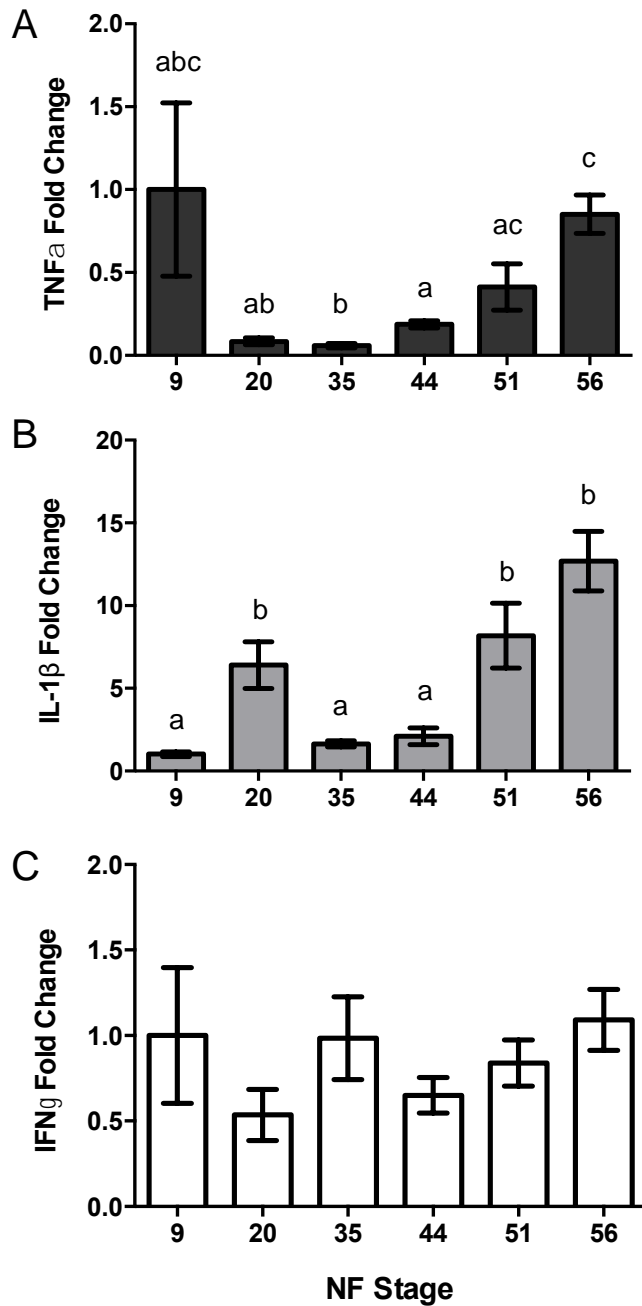 A
TNFa Fold Change
2.0
1.5
1.0
0.5
0.0
abc
ab
b
a
ac
c
9 20 35 44 51 56
B
IL-1β Fold Change
20
15
10
5
0
a
b
a
a
b
b
9 20 35 44 51 56
C
IFNg Fold Change
2.0
1.5
1.0
0.5
0.0
9 20 35 44 51 56
NF Stage